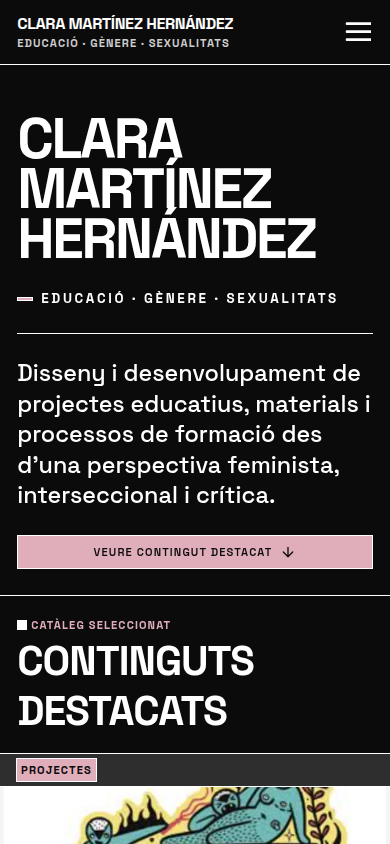 CLARA MARTÍNEZ HERNÁNDEZ
EDUCACIÓ · GÈNERE · SEXUALITATS
CLARA
MARTÍNEZ
HERNÁNDEZ
EDUCACIÓ · GÈNERE · SEXUALITATS
Disseny i desenvolupament de
projectes educatius, materials i
processos de formació des
d’una perspectiva feminista,
interseccional i crítica.
VEURE CONTINGUT DESTACAT ↓
CATÀLEG SELECCIONAT
CONTINGUTS
DESTACATS
PROJECTES